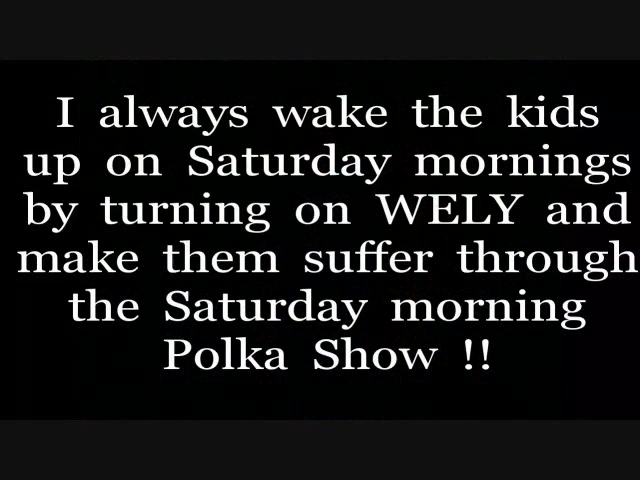 I always wake the kids
up on Saturday mornings
by turning on WELY and
make them suffer through
the Saturday morning
Polka Show !!